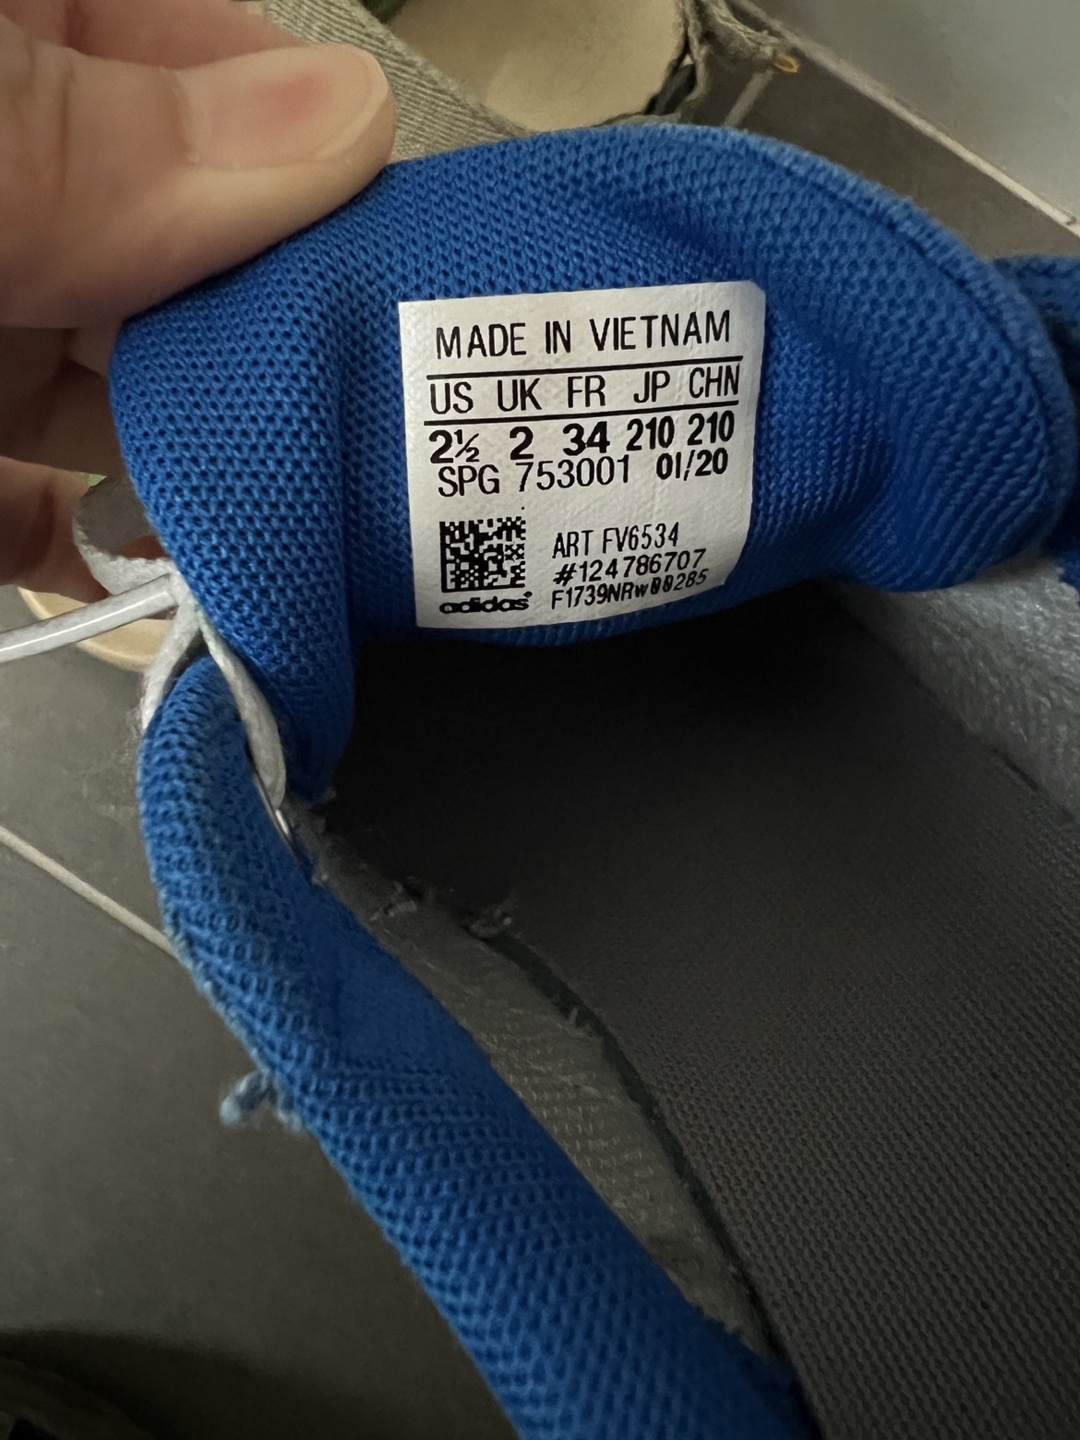 MADE IN VIETNAM
US UK FR JP CHN
2½ 2 34 210 210
SPG 753001 01/20
ART FV6534
#124786707
F1739NRw00285
adidas